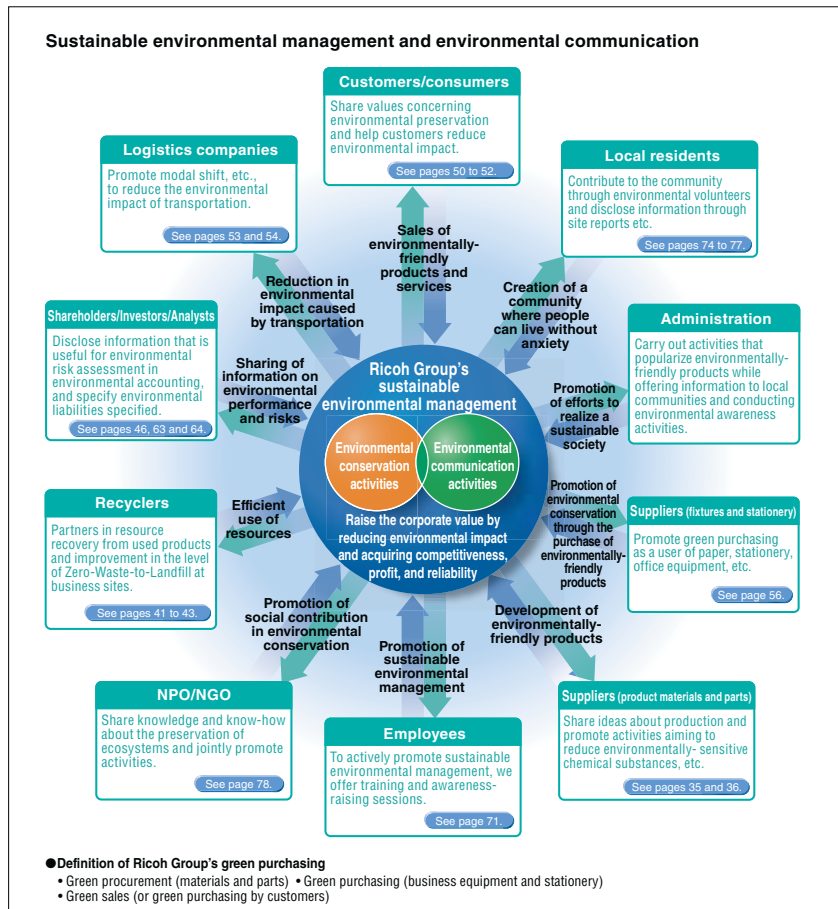 Sustainable environmental management and environmental communication
Customers/consumers
Share values concerning
environmental preservation
and help customers reduce
environmental impact.
See pages 50 to 52.
Logistics companies
Promote modal shift, etc.,
to reduce the environmental
impact of transportation.
See pages 53 and 54.
Local residents
Contribute to the community
through environmental volunteers
and disclose information through
site reports etc.
See pages 74 to 77.
Sales of
environmentally-
friendly
products and
services
Reduction in
environmental
impact caused
by transportation
Creation of a
community
where people
can live without
anxiety
Shareholders/Investors/Analysts
Disclose information that is
useful for environmental
risk assessment in
environmental accounting,
and specify environmental
liabilities specified.
See pages 46, 63 and 64.
Sharing of
information on
environmental
performance
and risks
Administration
Carry out activities that
popularize environmentally-
friendly products while
offering information to local
communities and conducting
environmental awareness
activities.
Promotion
of efforts to
realize a
sustainable
society
Ricoh Group's
sustainable
environmental management
Environmental
conservation
activities
Environmental
communication
activities
Raise the corporate value by
reducing environmental impact
and acquiring competitiveness,
profit, and reliability
Recyclers
Partners in resource
recovery from used products
and improvement in the level
of Zero-Waste-to-Landfill at
business sites.
See pages 41 to 43.
Efficient
use of
resources
Promotion of
environmental
conservation
through the
purchase of
environmentally-
friendly
products
Suppliers (fixtures and stationery)
Promote green purchasing
as a user of paper, stationery,
office equipment, etc.
See page 56.
Promotion of
social contribution
in environmental
conservation
Promotion of
sustainable
environmental
management
Development of
environmentally-
friendly products
NPO/NGO
Share knowledge and know-how
about the preservation of
ecosystems and jointly promote
activities.
See page 78.
Employees
To actively promote sustainable
environmental management, we
offer training and awareness-
raising sessions.
See page 71.
Suppliers (product materials and parts)
Share ideas about production and
promote activities aiming to
reduce environmentally- sensitive
chemical substances, etc.
See pages 35 and 36.
●Definition of Ricoh Group's green purchasing
• Green procurement (materials and parts) • Green purchasing (business equipment and stationery)
• Green sales (or green purchasing by customers)